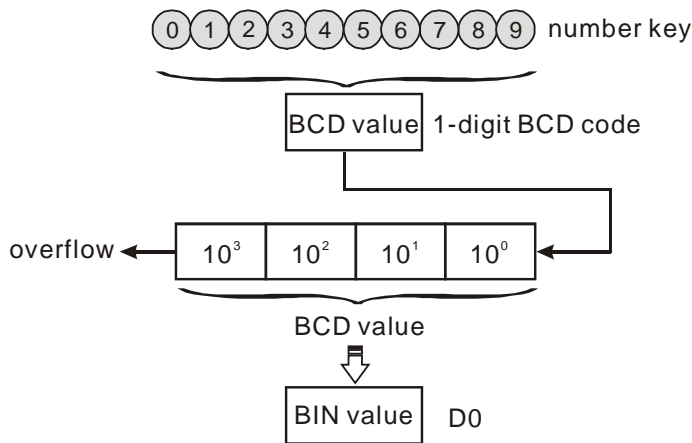 0 1 2 3 4 5 6 7 8 9 number key
BCD value 1-digit BCD code
overflow 10³ 10² 10¹ 10⁰
BCD value
BIN value D0